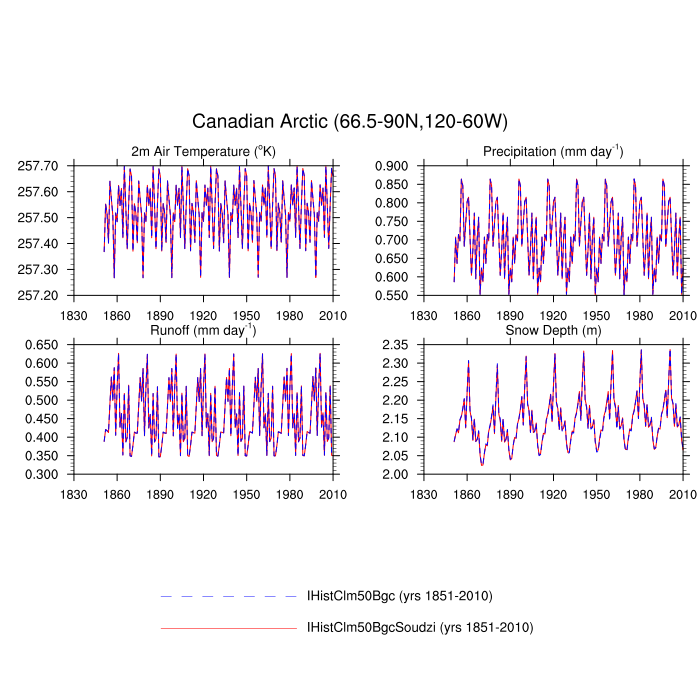 Canadian Arctic (66.5-90N,120-60W)
2m Air Temperature (°K)
257.70
257.60
257.50
257.40
257.30
257.20
1830 1860 1890 1920 1950 1980 2010
Precipitation (mm day-1)
0.900
0.850
0.800
0.750
0.700
0.650
0.600
0.550
1830 1860 1890 1920 1950 1980 2010
Runoff (mm day-1)
0.650
0.600
0.550
0.500
0.450
0.400
0.350
0.300
1830 1860 1890 1920 1950 1980 2010
Snow Depth (m)
2.35
2.30
2.25
2.20
2.15
2.10
2.05
2.00
1830 1860 1890 1920 1950 1980 2010
IHistClm50Bgc (yrs 1851-2010)
IHistClm50BgcSoudzi (yrs 1851-2010)